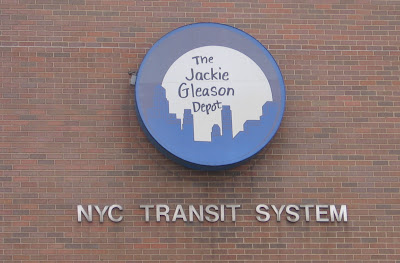 The
Jackie
Gleason
Depot
NYC TRANSIT SYSTEM